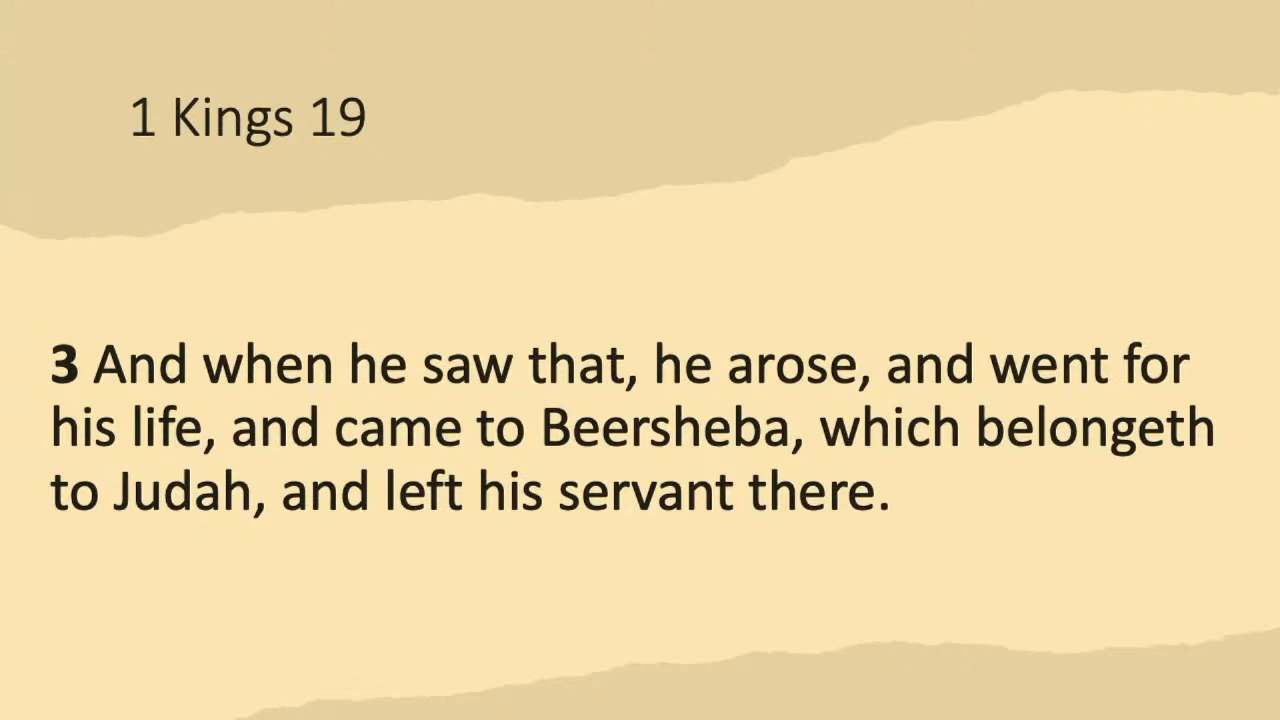 1 Kings 19
3 And when he saw that, he arose, and went for
his life, and came to Beersheba, which belongeth
to Judah, and left his servant there.